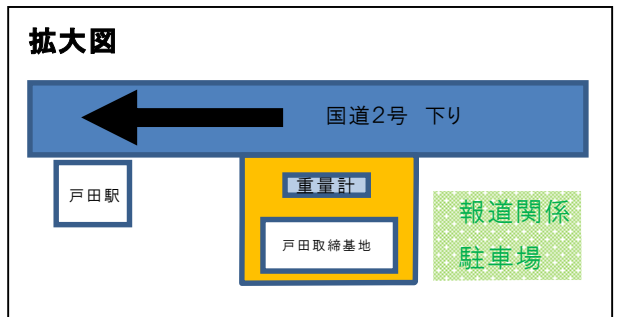 拡大図
国道2号 下り
戸田駅
重量計
戸田取締基地
報道関係
駐車場